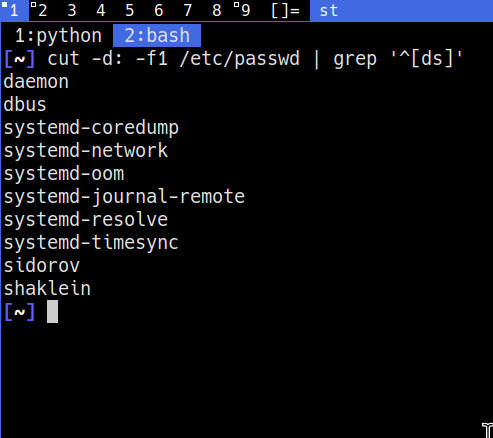 1 2 3 4 5 6 7 8 9 []= st
1:python 2:bash
[~] cut -d: -f1 /etc/passwd | grep '^[ds]'
daemon
dbus
systemd-coredump
systemd-network
systemd-oom
systemd-journal-remote
systemd-resolve
systemd-timesync
sidorov
shaklein
[~]